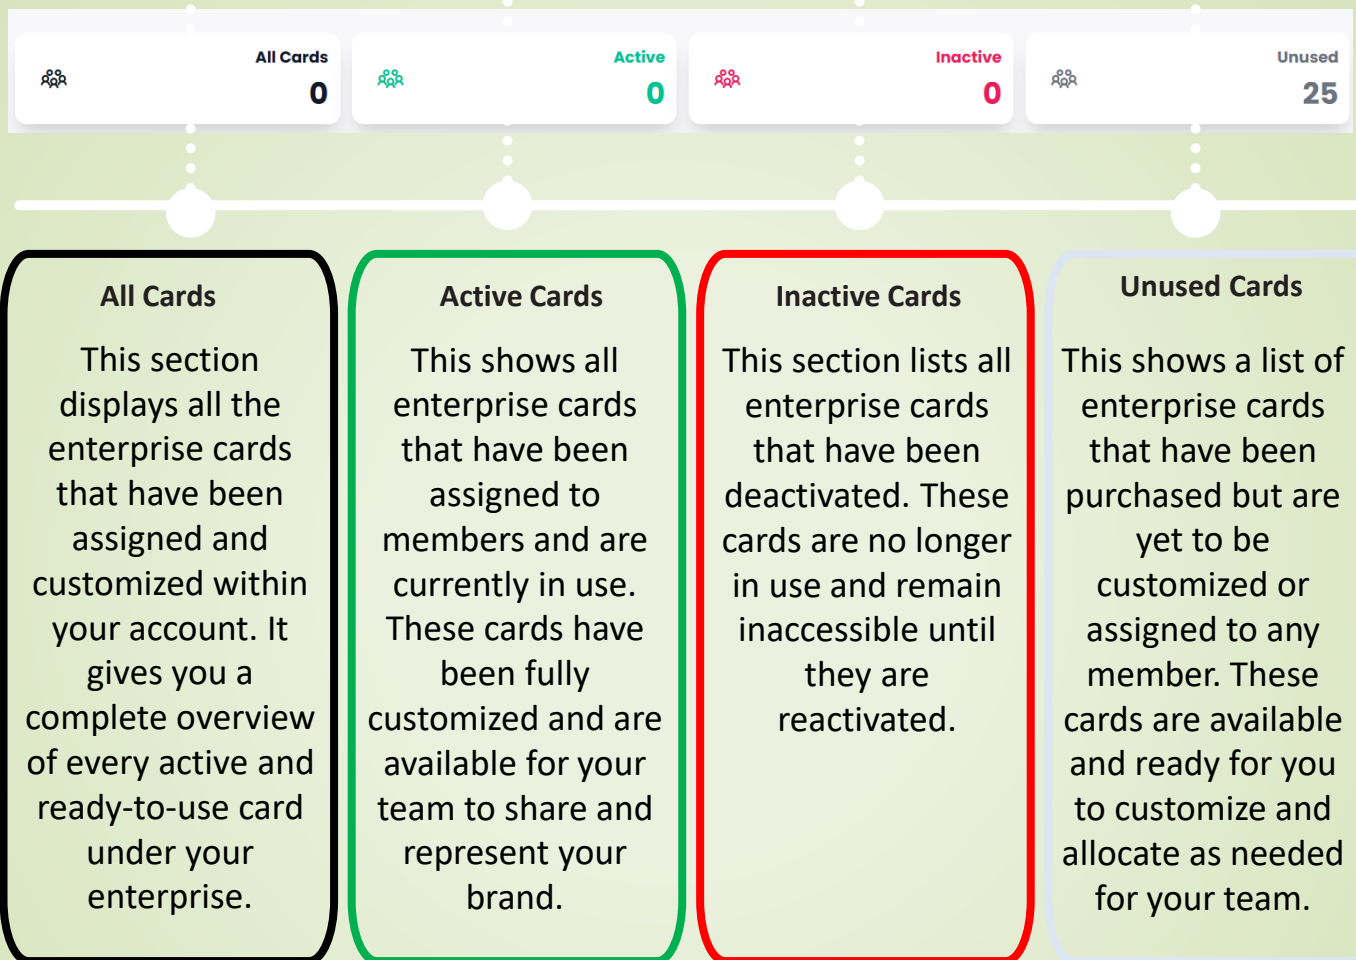 All Cards
0
Active
0
Inactive
0
Unused
25
All Cards
This section
displays all the
enterprise cards
that have been
assigned and
customized within
your account. It
gives you a
complete overview
of every active and
ready-to-use card
under your
enterprise.
Active Cards
This shows all
enterprise cards
that have been
assigned to
members and are
currently in use.
These cards have
been fully
customized and are
available for your
team to share and
represent your
brand.
Inactive Cards
This section lists all
enterprise cards
that have been
deactivated. These
cards are no longer
in use and remain
inaccessible until
they are
reactivated.
Unused Cards
This shows a list of
enterprise cards
that have been
purchased but are
yet to be
customized or
assigned to any
member. These
cards are available
and ready for you
to customize and
allocate as needed
for your team.